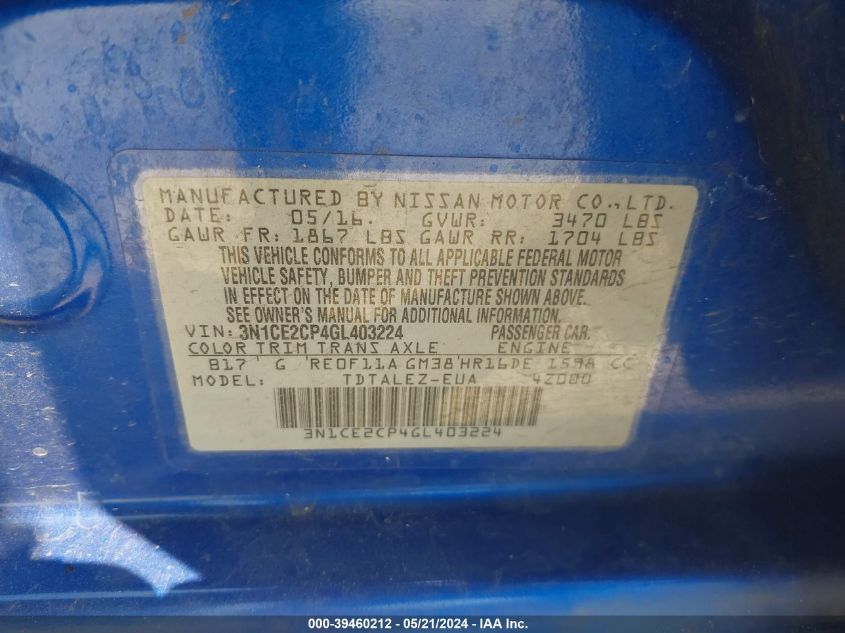 MANUFACTURED BY NISSAN MOTOR CO.,LTD.
DATE: 05/16. GVWR: 3470 LBS
GAWR FR: 1867 LBS GAWR RR: 1704 LBS
THIS VEHICLE CONFORMS TO ALL APPLICABLE FEDERAL MOTOR
VEHICLE SAFETY, BUMPER AND THEFT PREVENTION STANDARDS
IN EFFECT ON THE DATE OF MANUFACTURE SHOWN ABOVE.
SEE OWNER'S MANUAL FOR ADDITIONAL INFORMATION.
VIN: 3N1CE2CP4GL403224 PASSENGER CAR.
COLOR TRIM TRANS AXLE ENGINE
B17 G RE0F11A GM38 HR16DE 1598 CC
MODEL: TDTALEZ-EUA 4Z000
3N1CE2CP4GL403224
000-39460212 - 05/21/2024 - IAA Inc.